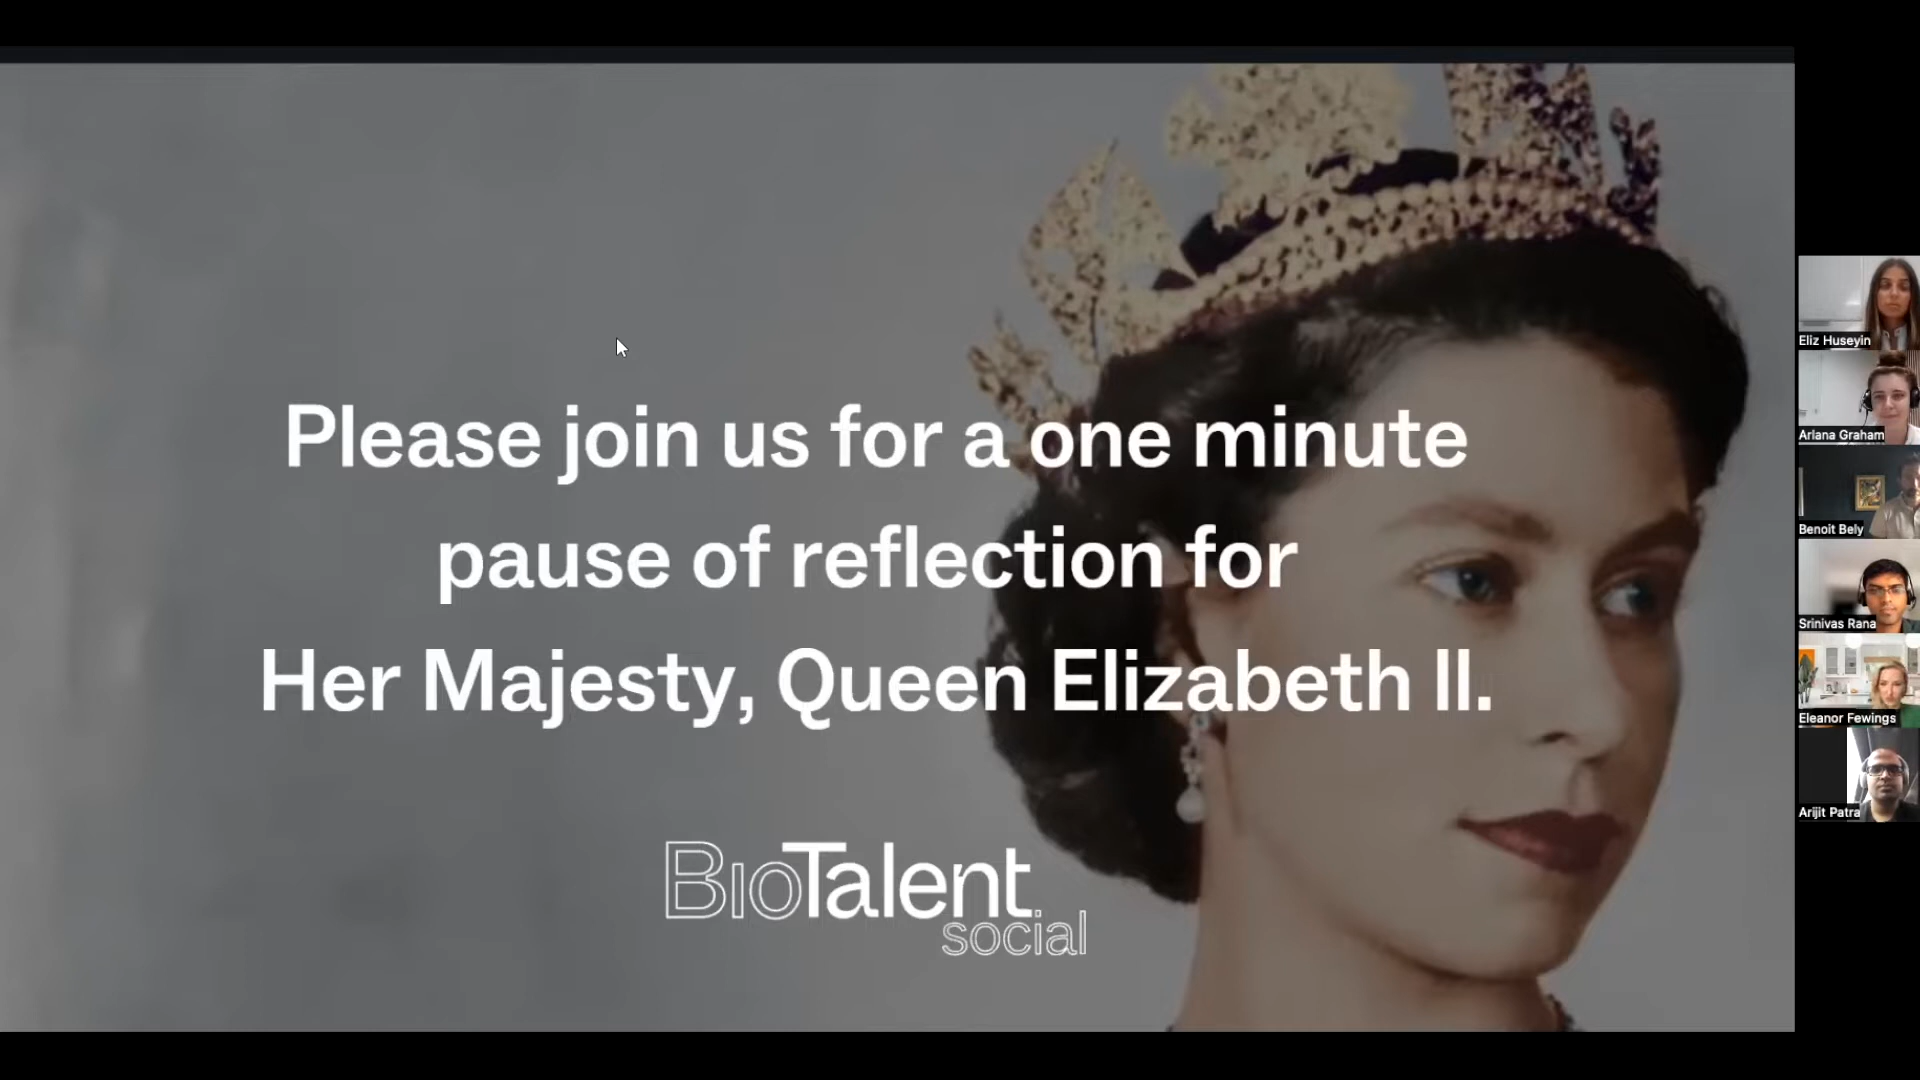 Please join us for a one minute
pause of reflection for
Her Majesty, Queen Elizabeth II.
BioTalent
social
Eliz Huseyin
Ariana Graham
Benoit Bely
Srinivas Rana
Eleanor Fewings
Arijit Patra